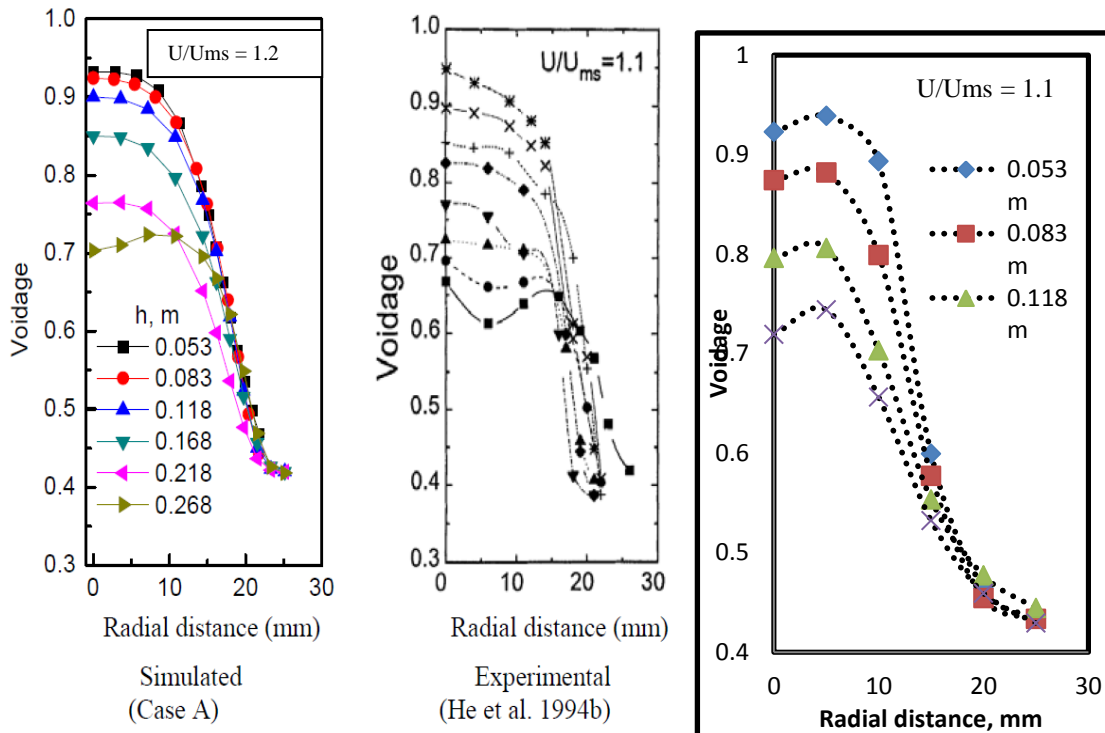 1.0
0.9
0.8
0.7
0.6
0.5
0.4
0.3
Voidage
U/Ums = 1.2
h, m
0.053
0.083
0.118
0.168
0.218
0.268
0 10 20 30
Radial distance (mm)
Simulated
(Case A)
1.0
0.9
0.8
0.7
0.6
0.5
0.4
0.3
Voidage
U/Ums=1.1
0 10 20 30
Radial distance (mm)
Experimental
(He et al. 1994b)
1
0.9
0.8
0.7
0.6
0.5
0.4
Voidage
U/Ums = 1.1
0.053
m
0.083
m
0.118
m
0 10 20 30
Radial distance, mm